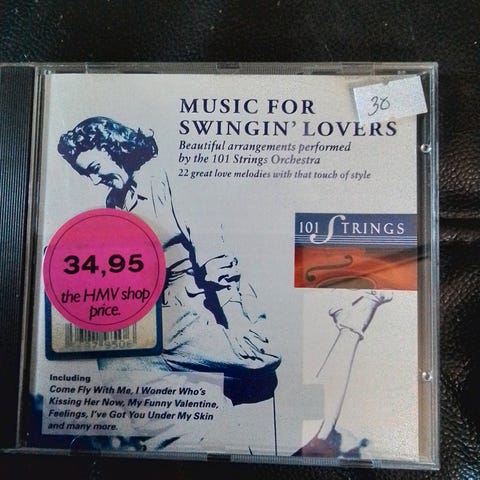 MUSIC FOR
SWINGIN' LOVERS
Beautiful arrangements performed
by the 101 Strings Orchestra
22 great love melodies with that touch of style
30
101 STRINGS
34,95
the HMV shop
price.
Including
Come Fly With Me, I Wonder Who's
Kissing Her Now, My Funny Valentine,
Feelings, I've Got You Under My Skin
and many more.